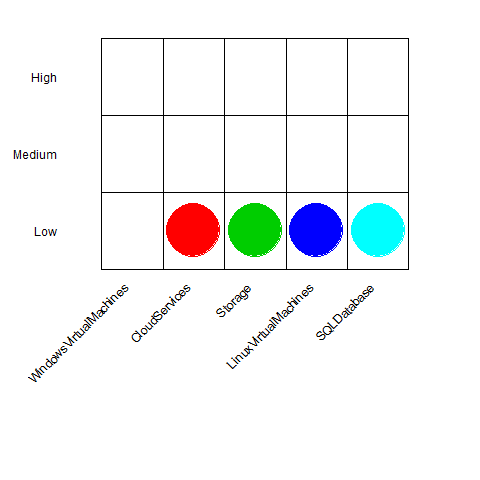 High
Medium
Low
WindowsVirtualMachines
CloudServices
Storage
LinuxVirtualMachines
SQLDatabase